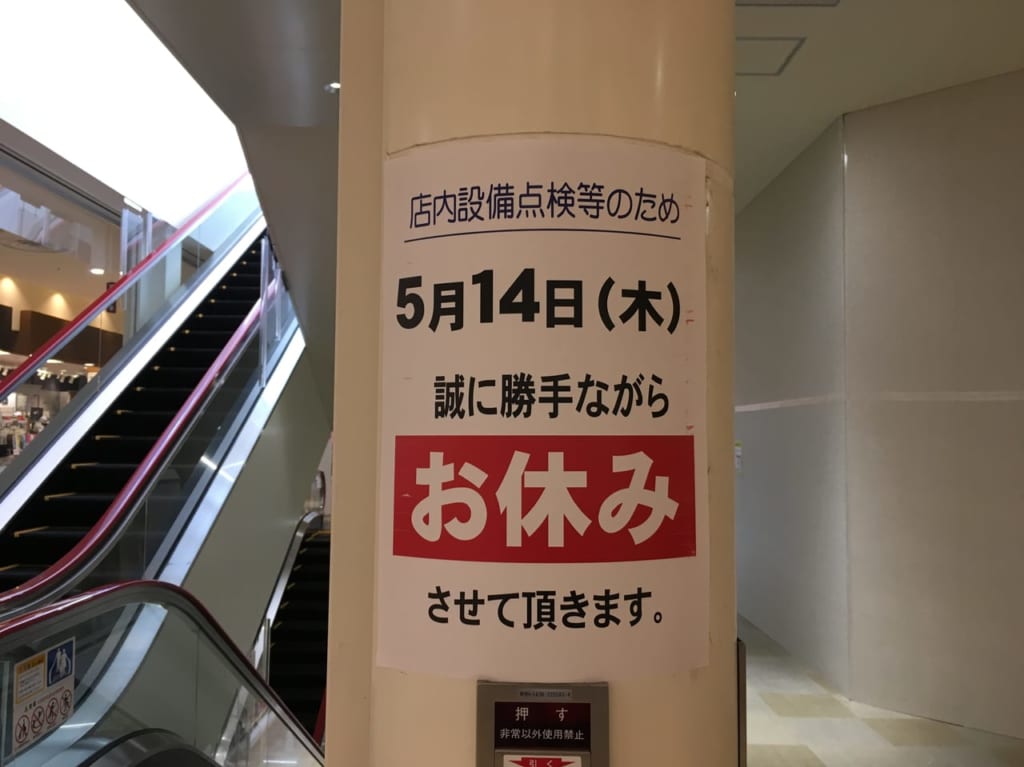 店内設備点検等のため
5月14日(木)
誠に勝手ながら
お休み
させて頂きます。
押す
非常以外使用禁止
引く